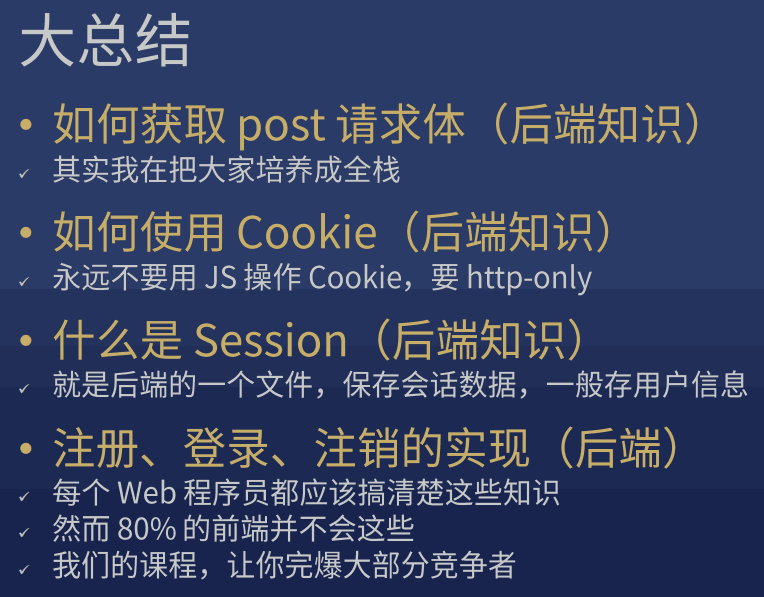 大总结
• 如何获取 post 请求体（后端知识）
✓ 其实我在把大家培养成全栈
• 如何使用 Cookie（后端知识）
✓ 永远不要用 JS 操作 Cookie，要 http-only
• 什么是 Session（后端知识）
✓ 就是后端的一个文件，保存会话数据，一般存用户信息
• 注册、登录、注销的实现（后端）
✓ 每个 Web 程序员都应该搞清楚这些知识
✓ 然而 80% 的前端并不会这些
✓ 我们的课程，让你完爆大部分竞争者